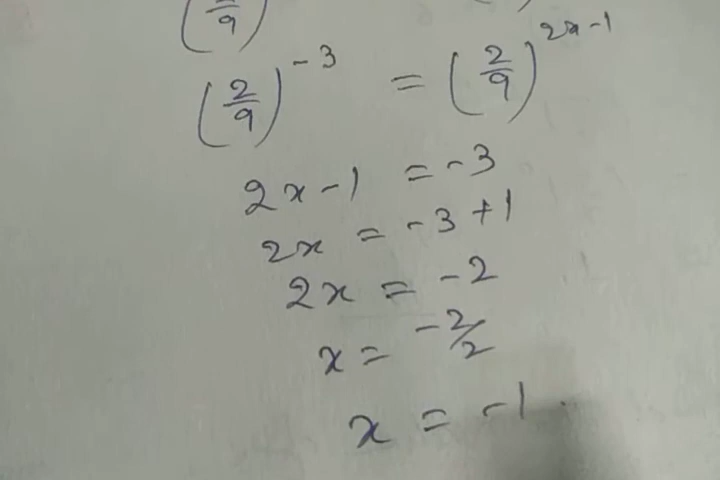 (2/9)^-3 = (2/9)^2x-1
2x-1 = -3
2x = -3+1
2x = -2
x = -2/2
x = -1